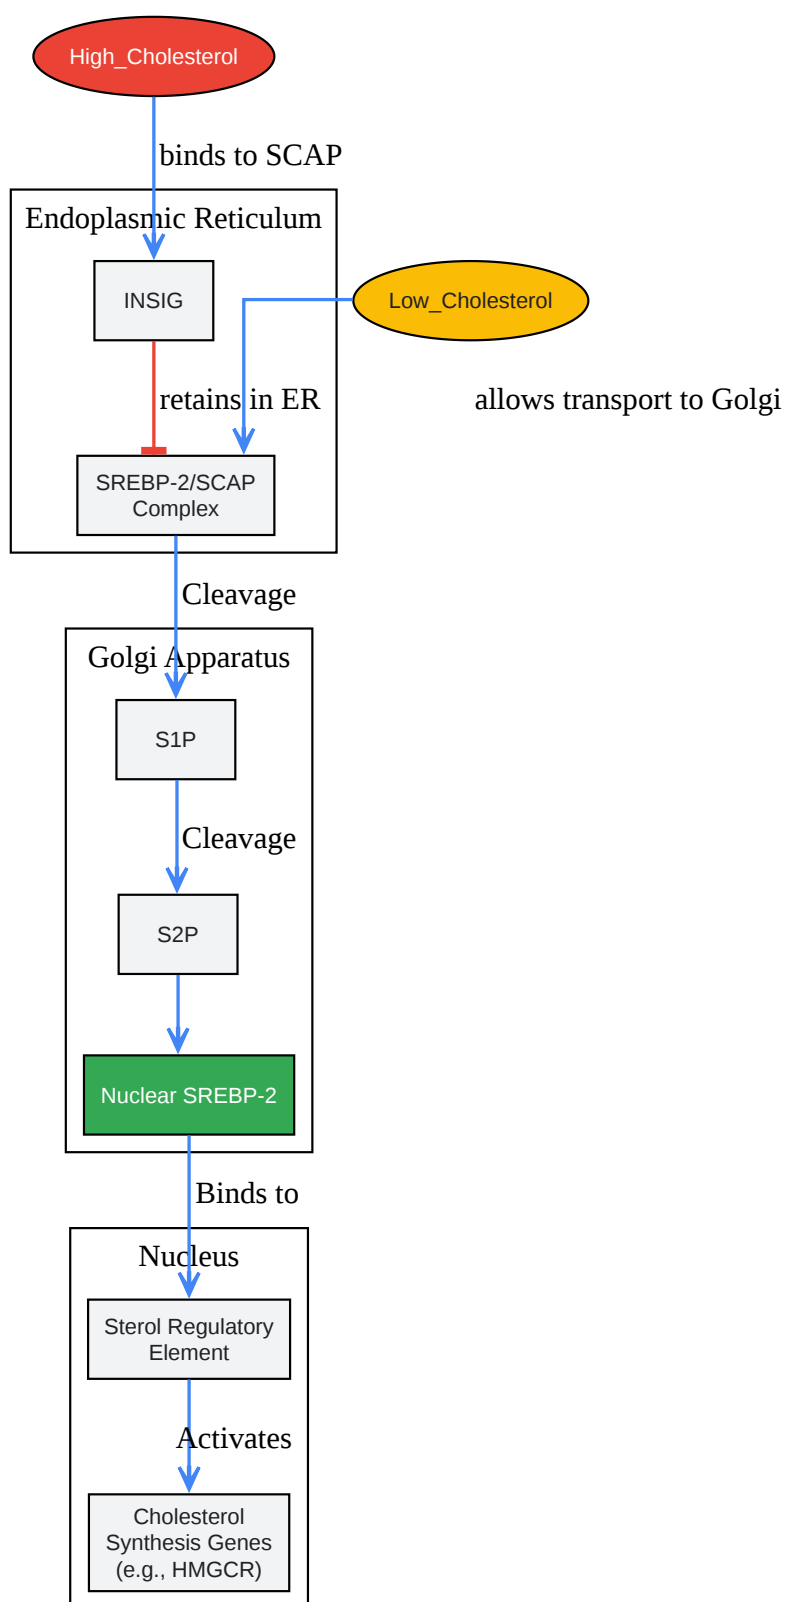 High_Cholesterol
binds to SCAP
Endoplasmic Reticulum
INSIG
Low_Cholesterol
retains in ER
allows transport to Golgi
SREBP-2/SCAP
Complex
Cleavage
Golgi Apparatus
S1P
Cleavage
S2P
Nuclear SREBP-2
Binds to
Nucleus
Sterol Regulatory
Element
Activates
Cholesterol
Synthesis Genes
(e.g., HMGCR)